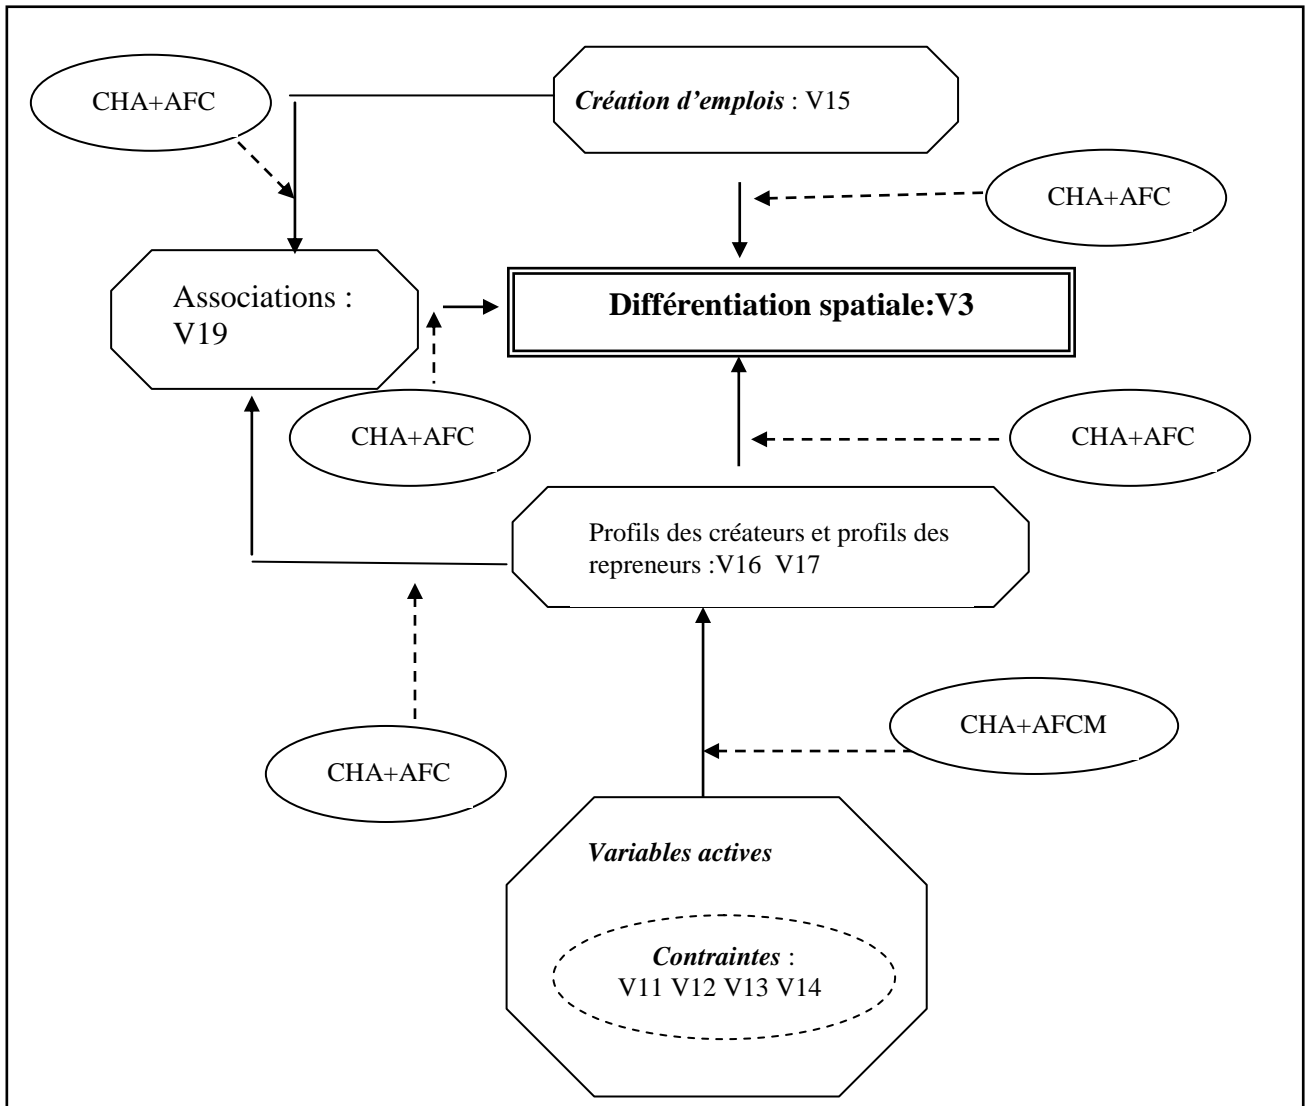 CHA+AFC
Création d’emplois : V15
CHA+AFC
Associations :
V19
Différentiation spatiale:V3
CHA+AFC
CHA+AFC
Profils des créateurs et profils des
repreneurs :V16 V17
CHA+AFC
CHA+AFCM
Variables actives
Contraintes :
V11 V12 V13 V14